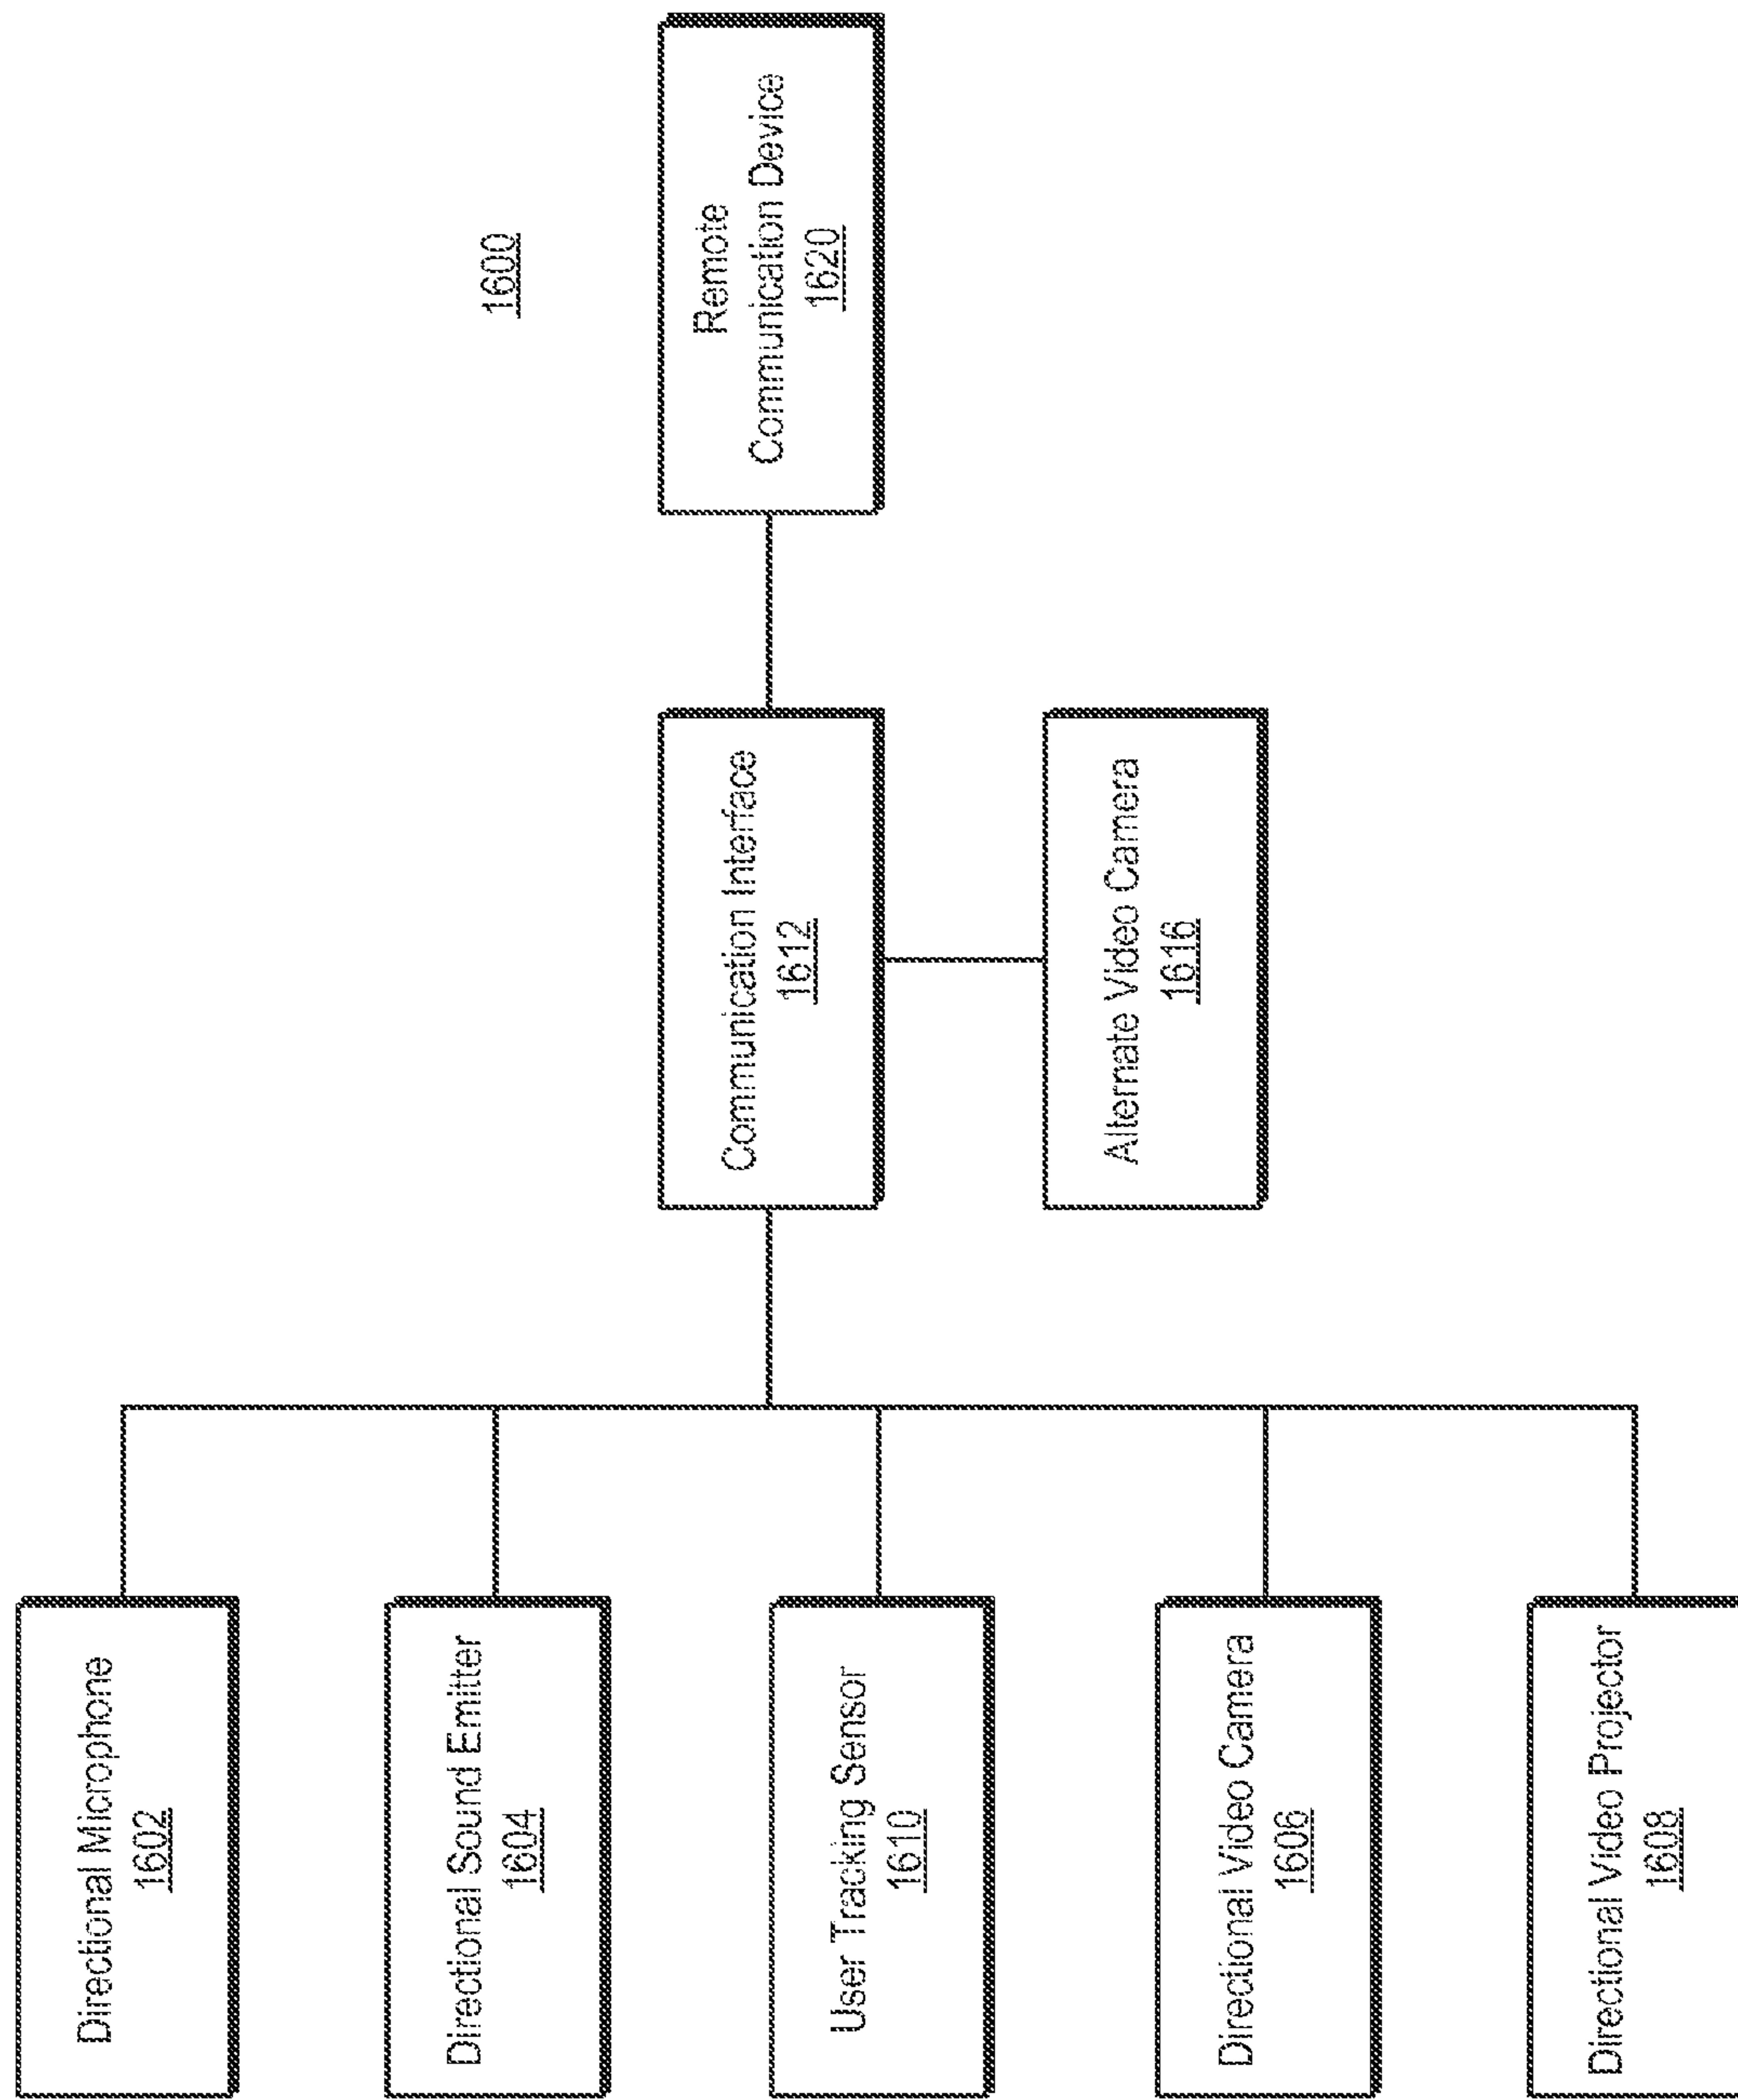 1600
Directional Microphone
1602
Directional Sound Emitter
1604
User Tracking Sensor
1610
Directional Video Camera
1606
Directional Video Projector
1608
Communication Interface
1612
Alternate Video Camera
1616
Remote
Communication Device
1620